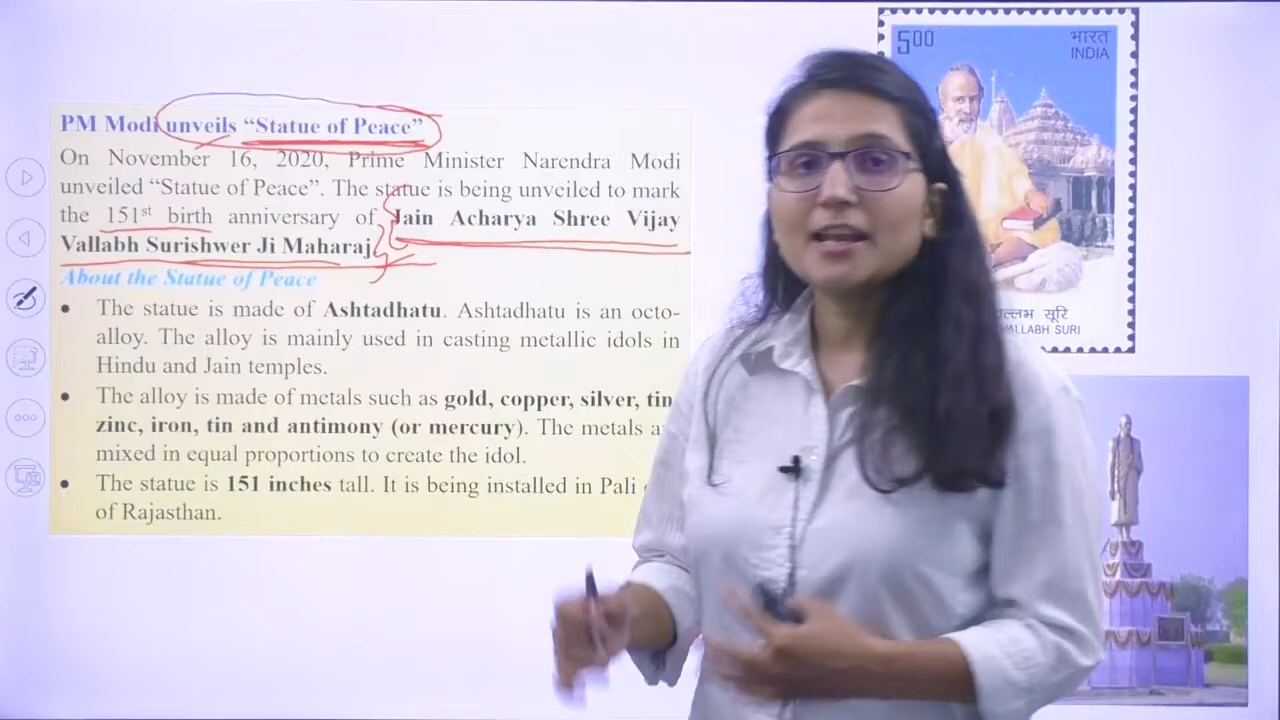 PM Modi unveils “Statue of Peace”
On November 16, 2020, Prime Minister Narendra Modi
unveiled “Statue of Peace”. The statue is being unveiled to mark
the 151st birth anniversary of Jain Acharya Shree Vijay
Vallabh Surishwer Ji Maharaj.
About the Statue of Peace
• The statue is made of Ashtadhatu. Ashtadhatu is an octo-
alloy. The alloy is mainly used in casting metallic idols in
Hindu and Jain temples.
• The alloy is made of metals such as gold, copper, silver, tin
zinc, iron, tin and antimony (or mercury). The metals
mixed in equal proportions to create the idol.
• The statue is 151 inches tall. It is being installed in Pali
of Rajasthan.
500
भारत
INDIA
सूरि
VALLABH SURI